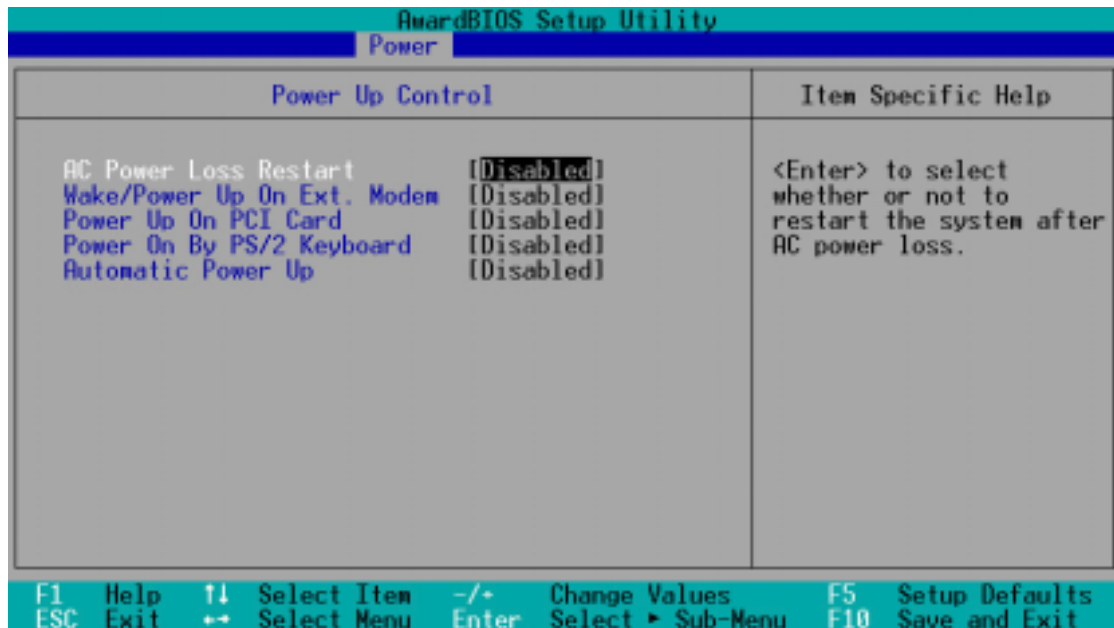 AwardBIOS Setup Utility
Power
Power Up Control
Item Specific Help
AC Power Loss Restart [Disabled]
Wake/Power Up On Ext. Modem [Disabled]
Power Up On PCI Card [Disabled]
Power On By PS/2 Keyboard [Disabled]
Automatic Power Up [Disabled]
<Enter> to select
whether or not to
restart the system after
AC power loss.
F1 Help ↑↓ Select Item -/+ Change Values F5 Setup Defaults
ESC Exit ←→ Select Menu Enter Select ► Sub-Menu F10 Save and Exit